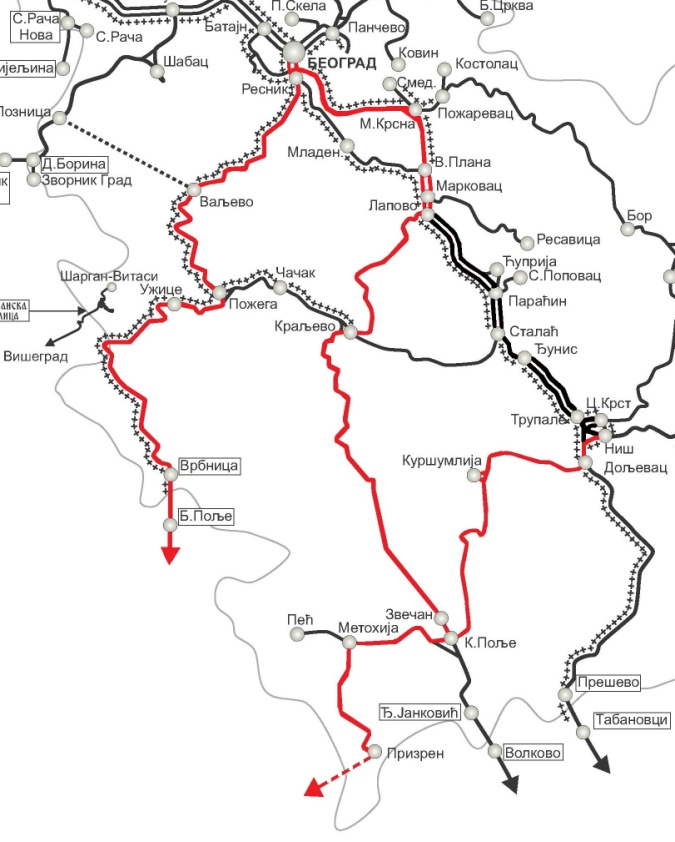 П.Скела
Б.Црква
С.Рача
Нова
С.Рача
Батајн
Панчево
Шабац
БЕОГРАД
Ковин
Костолац
Ресник
Смед.
Пожаревац
М.Крсна
Младен.
В.Плана
Д.Борина
Зворник Град
Ваљево
Марковац
Лапово
Бор
Ресавица
Ћуприја
С.Поповац
Шарган-Витаси
Ужице
Чачак
Пожега
Параћин
Краљево
Сталаћ
Вишеград
Ђунис
Ц.Крст
Трупале
Ниш
Врбница
Куршумлија
Дољевац
Б.Поље
Звечан
Пећ
Метохија
К.Поље
Прешево
Ђ.Јанковић
Табановци
Призрен
Волково